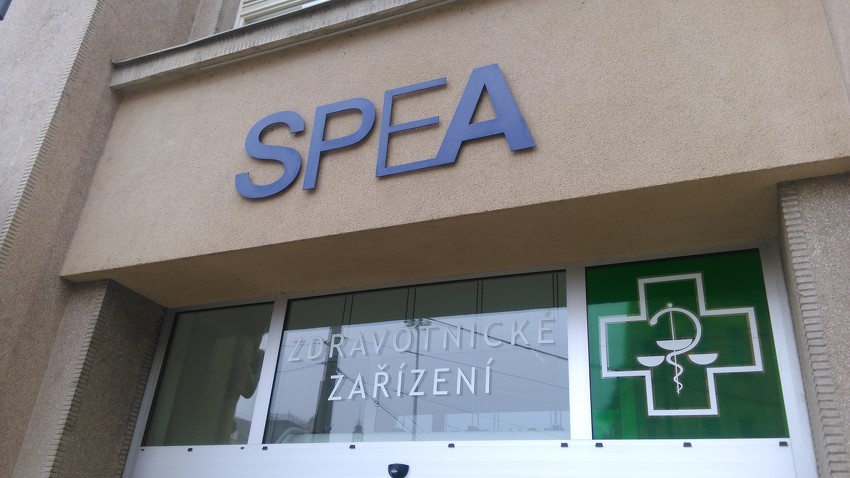 SPEA
ZDRAVOTNICKÉ
ZAŘÍZENÍ